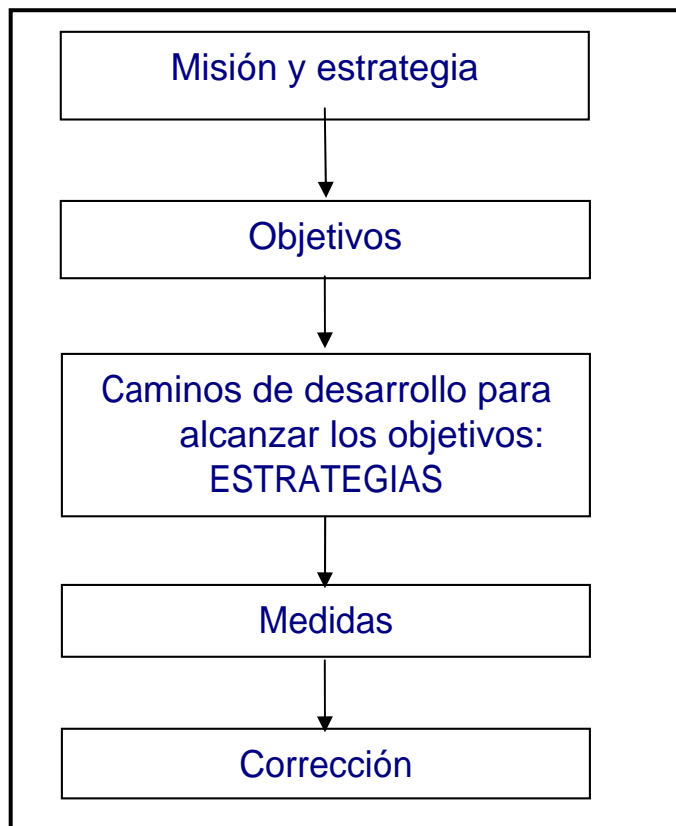 Misión y estrategia
Objetivos
Caminos de desarrollo para
alcanzar los objetivos:
ESTRATEGIAS
Medidas
Corrección